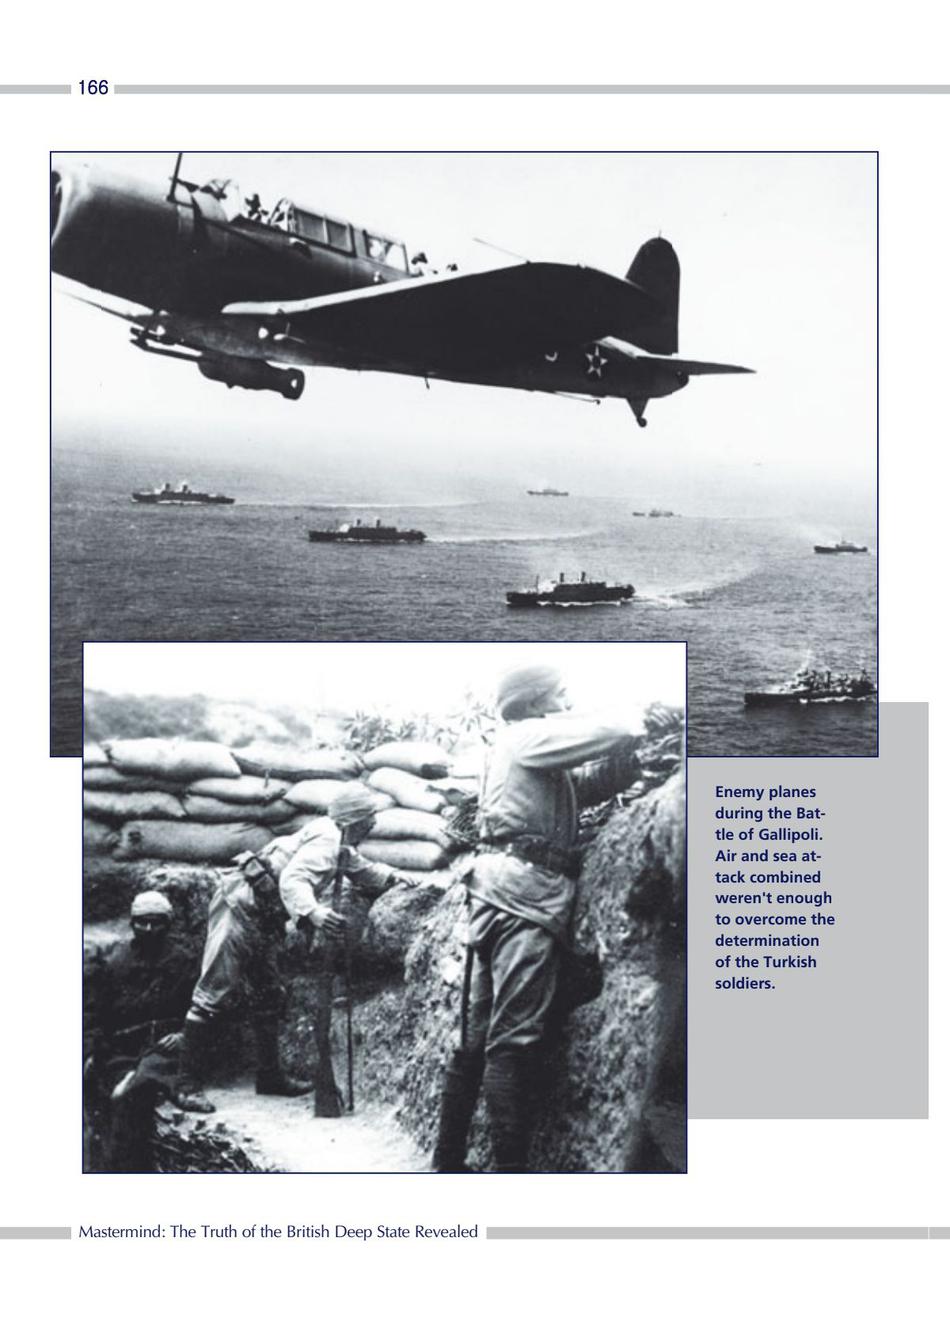 166
Enemy planes
during the Bat-
tle of Gallipoli.
Air and sea at-
tack combined
weren't enough
to overcome the
determination
of the Turkish
soldiers.
Mastermind: The Truth of the British Deep State Revealed